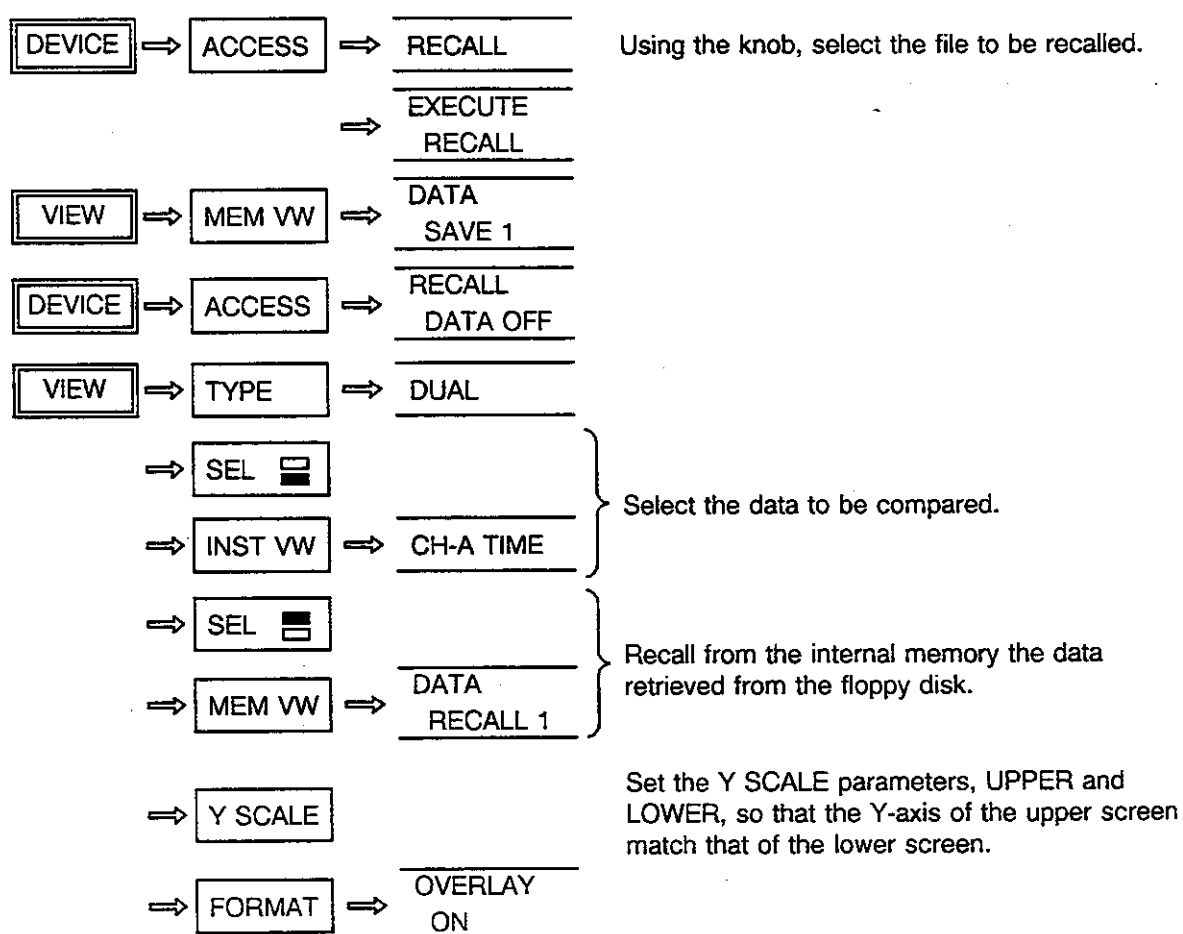 DEVICE ⇒ ACCESS ⇒ RECALL Using the knob, select the file to be recalled.
⇒ EXECUTE
RECALL
VIEW ⇒ MEM VW ⇒ DATA
SAVE 1
DEVICE ⇒ ACCESS ⇒ RECALL
DATA OFF
VIEW ⇒ TYPE ⇒ DUAL
⇒ SEL
Select the data to be compared.
⇒ INST VW ⇒ CH-A TIME
⇒ SEL
Recall from the internal memory the data
retrieved from the floppy disk.
⇒ MEM VW ⇒ DATA
RECALL 1
⇒ Y SCALE
Set the Y SCALE parameters, UPPER and
LOWER, so that the Y-axis of the upper screen
match that of the lower screen.
⇒ FORMAT ⇒ OVERLAY
ON